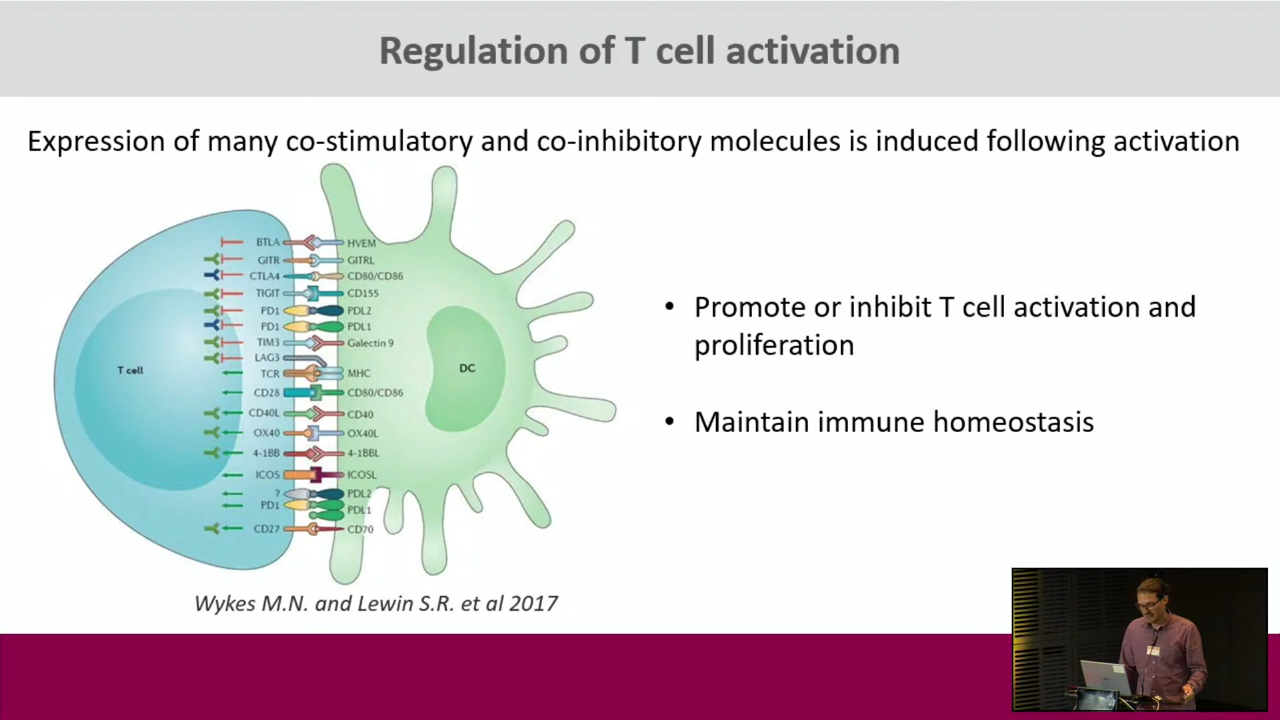 Regulation of T cell activation
Expression of many co-stimulatory and co-inhibitory molecules is induced following activation
BTLA HVEM
GITR GITRL
CTLA4 CD80/CD86
TIGIT CD155
PD1 PDL2
PD1 PDL1
TIM3 Galectin 9
LAG3
TCR MHC
CD28 CD80/CD86
CD40L CD40
OX40 OX40L
4-1BB 4-1BBL
ICOS ICOSL
? PDL2
PD1 PDL1
CD27 CD70
T cell
DC
• Promote or inhibit T cell activation and
proliferation
• Maintain immune homeostasis
Wykes M.N. and Lewin S.R. et al 2017